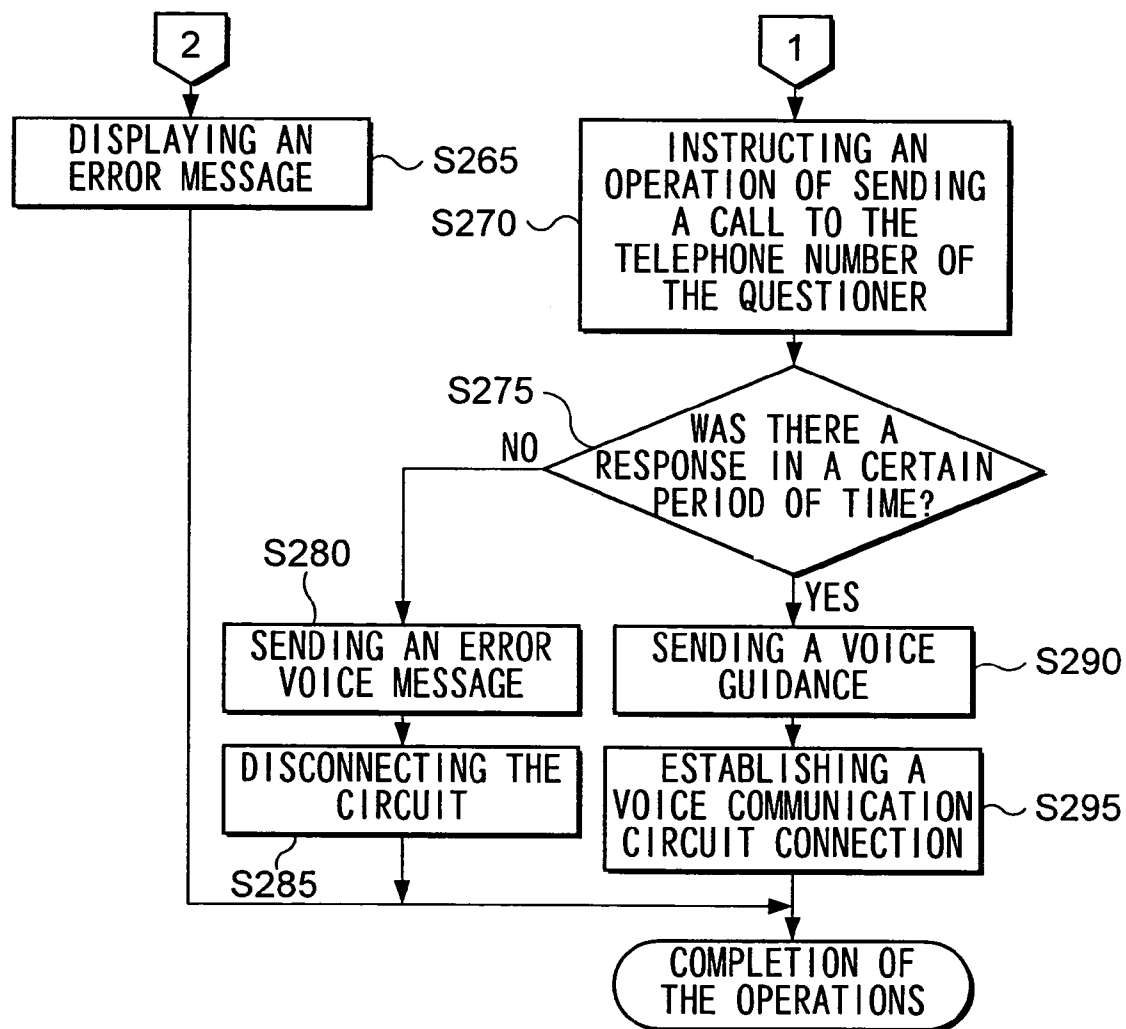 2
1
DISPLAYING AN
ERROR MESSAGE
S265
INSTRUCTING AN
OPERATION OF SENDING
A CALL TO THE
TELEPHONE NUMBER OF
THE QUESTIONER
S270
S275
WAS THERE A
RESPONSE IN A CERTAIN
PERIOD OF TIME?
NO
YES
S280
SENDING AN ERROR
VOICE MESSAGE
SENDING A VOICE
GUIDANCE
S290
DISCONNECTING THE
CIRCUIT
S285
ESTABLISHING A
VOICE COMMUNICATION
CIRCUIT CONNECTION
S295
COMPLETION OF
THE OPERATIONS